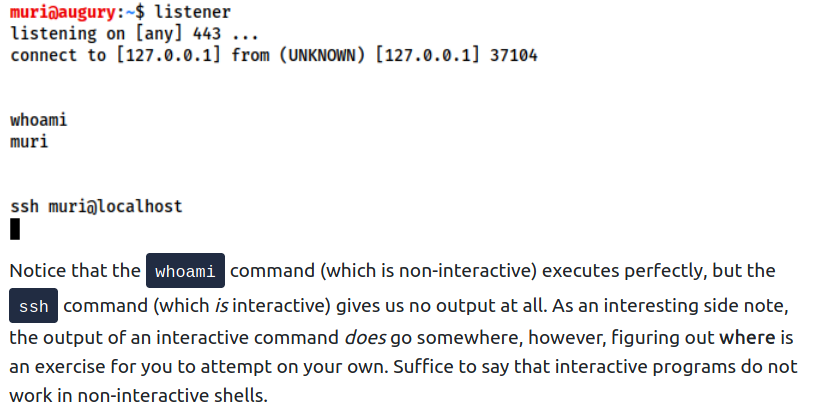 muri@augury:~$ listener
listening on [any] 443 ...
connect to [127.0.0.1] from (UNKNOWN) [127.0.0.1] 37104
whoami
muri
ssh muri@localhost
Notice that the whoami command (which is non-interactive) executes perfectly, but the
ssh command (which is interactive) gives us no output at all. As an interesting side note,
the output of an interactive command does go somewhere, however, figuring out where is
an exercise for you to attempt on your own. Suffice to say that interactive programs do not
work in non-interactive shells.